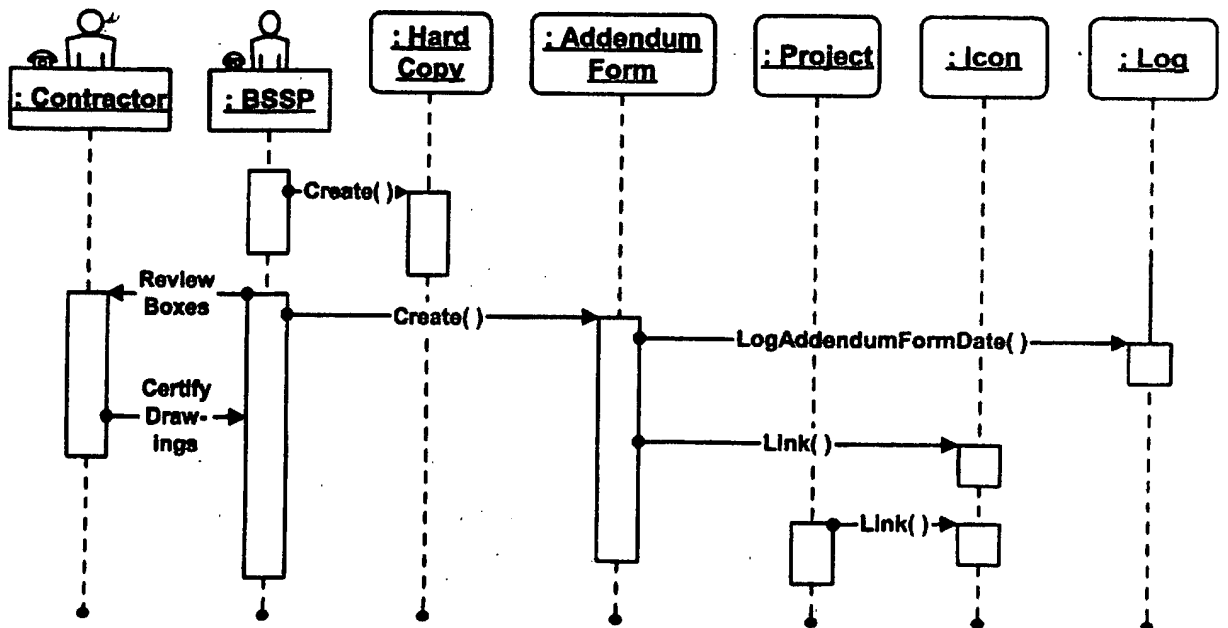 : Contractor
: BSSP
: Hard
Copy
: Addendum
Form
: Project
: Icon
: Log
Create( )
Review
Boxes
Create( )
LogAddendumFormDate( )
Certify
Draw-
ings
Link( )
Link( )